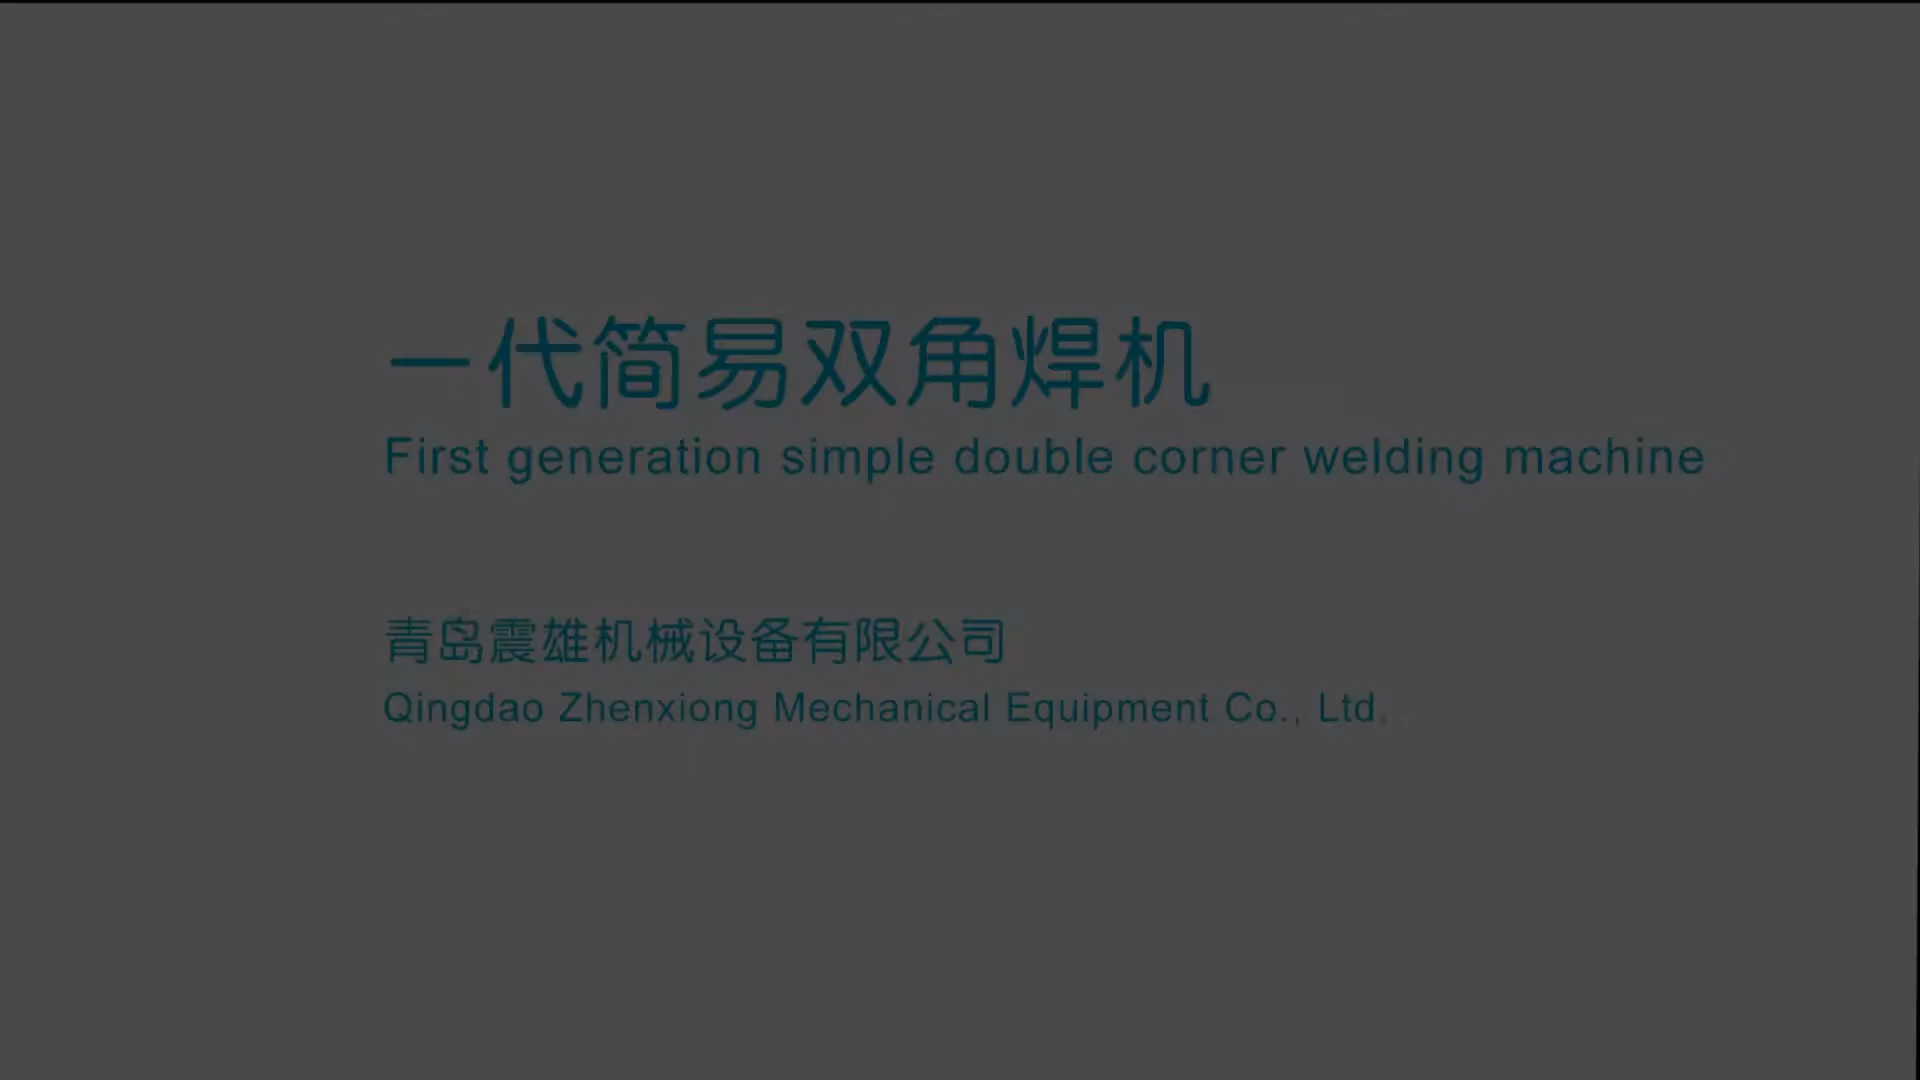 一代简易双角焊机
First generation simple double corner welding machine
青岛震雄机械设备有限公司
Qingdao Zhenxiong Mechanical Equipment Co., Ltd.